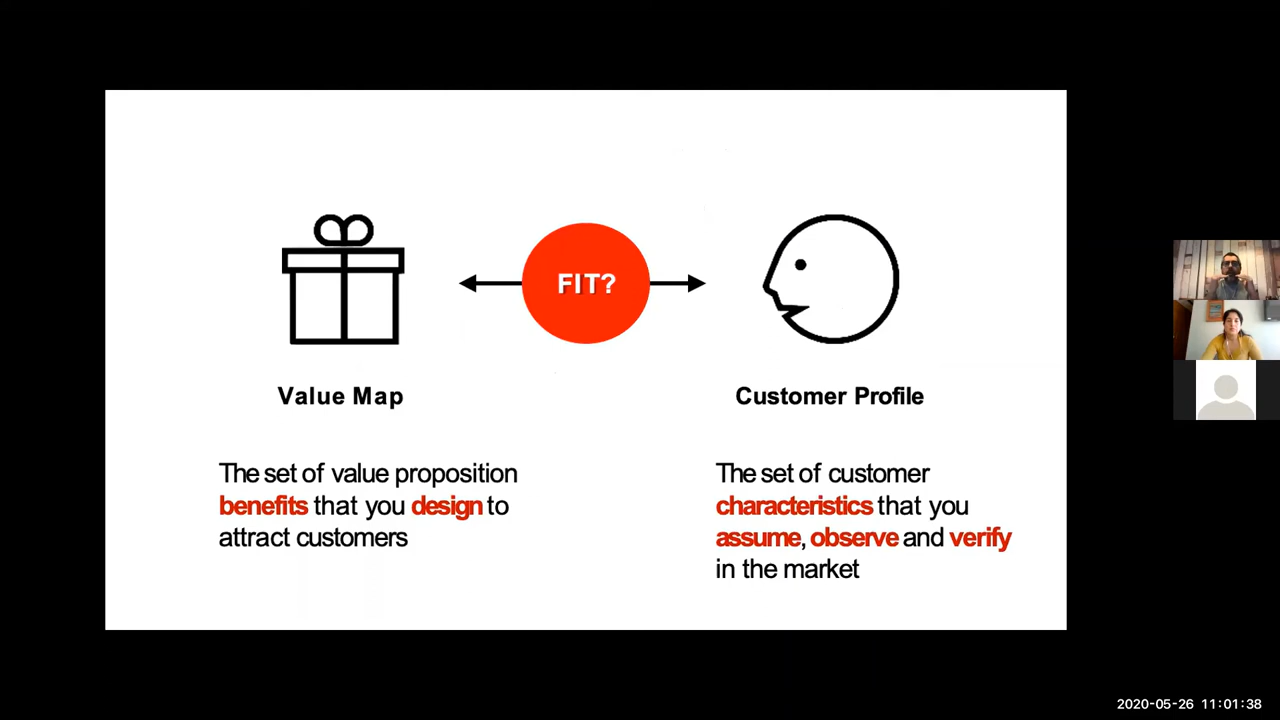 FIT?
Value Map
Customer Profile
The set of value proposition
benefits that you design to
attract customers
The set of customer
characteristics that you
assume, observe and verify
in the market
2020-05-26 11:01:38